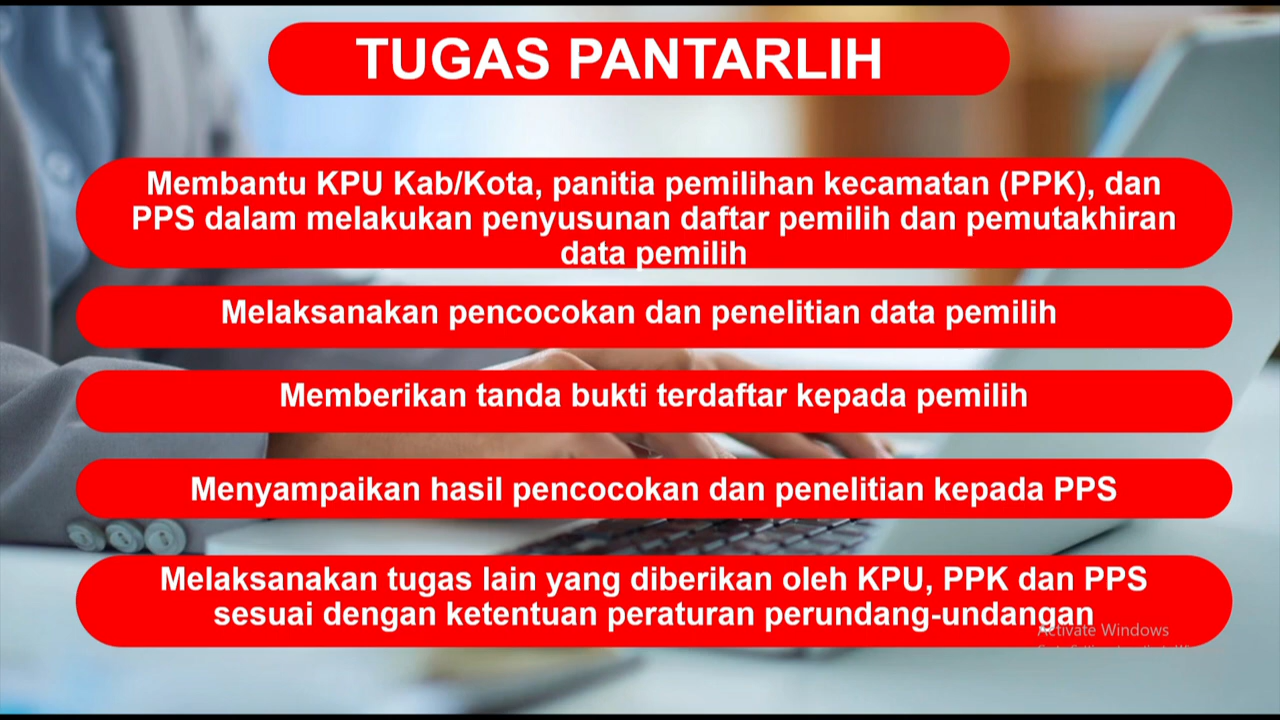 TUGAS PANTARLIH
Membantu KPU Kab/Kota, panitia pemilihan kecamatan (PPK), dan
PPS dalam melakukan penyusunan daftar pemilih dan pemutakhiran
data pemilih
Melaksanakan pencocokan dan penelitian data pemilih
Memberikan tanda bukti terdaftar kepada pemilih
Menyampaikan hasil pencocokan dan penelitian kepada PPS
Melaksanakan tugas lain yang diberikan oleh KPU, PPK dan PPS
sesuai dengan ketentuan peraturan perundang-undangan
Activate Windows